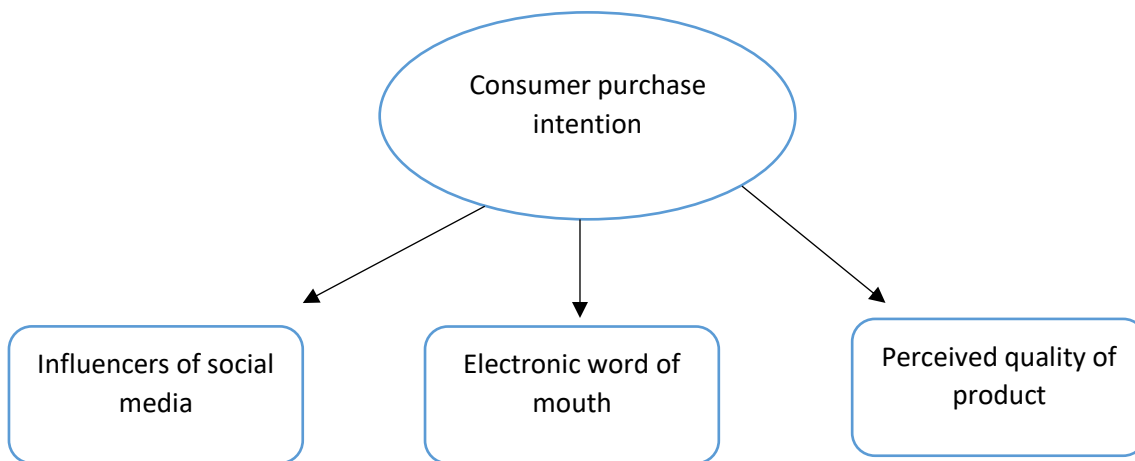 Consumer purchase
intention
Influencers of social
media
Electronic word of
mouth
Perceived quality of
product